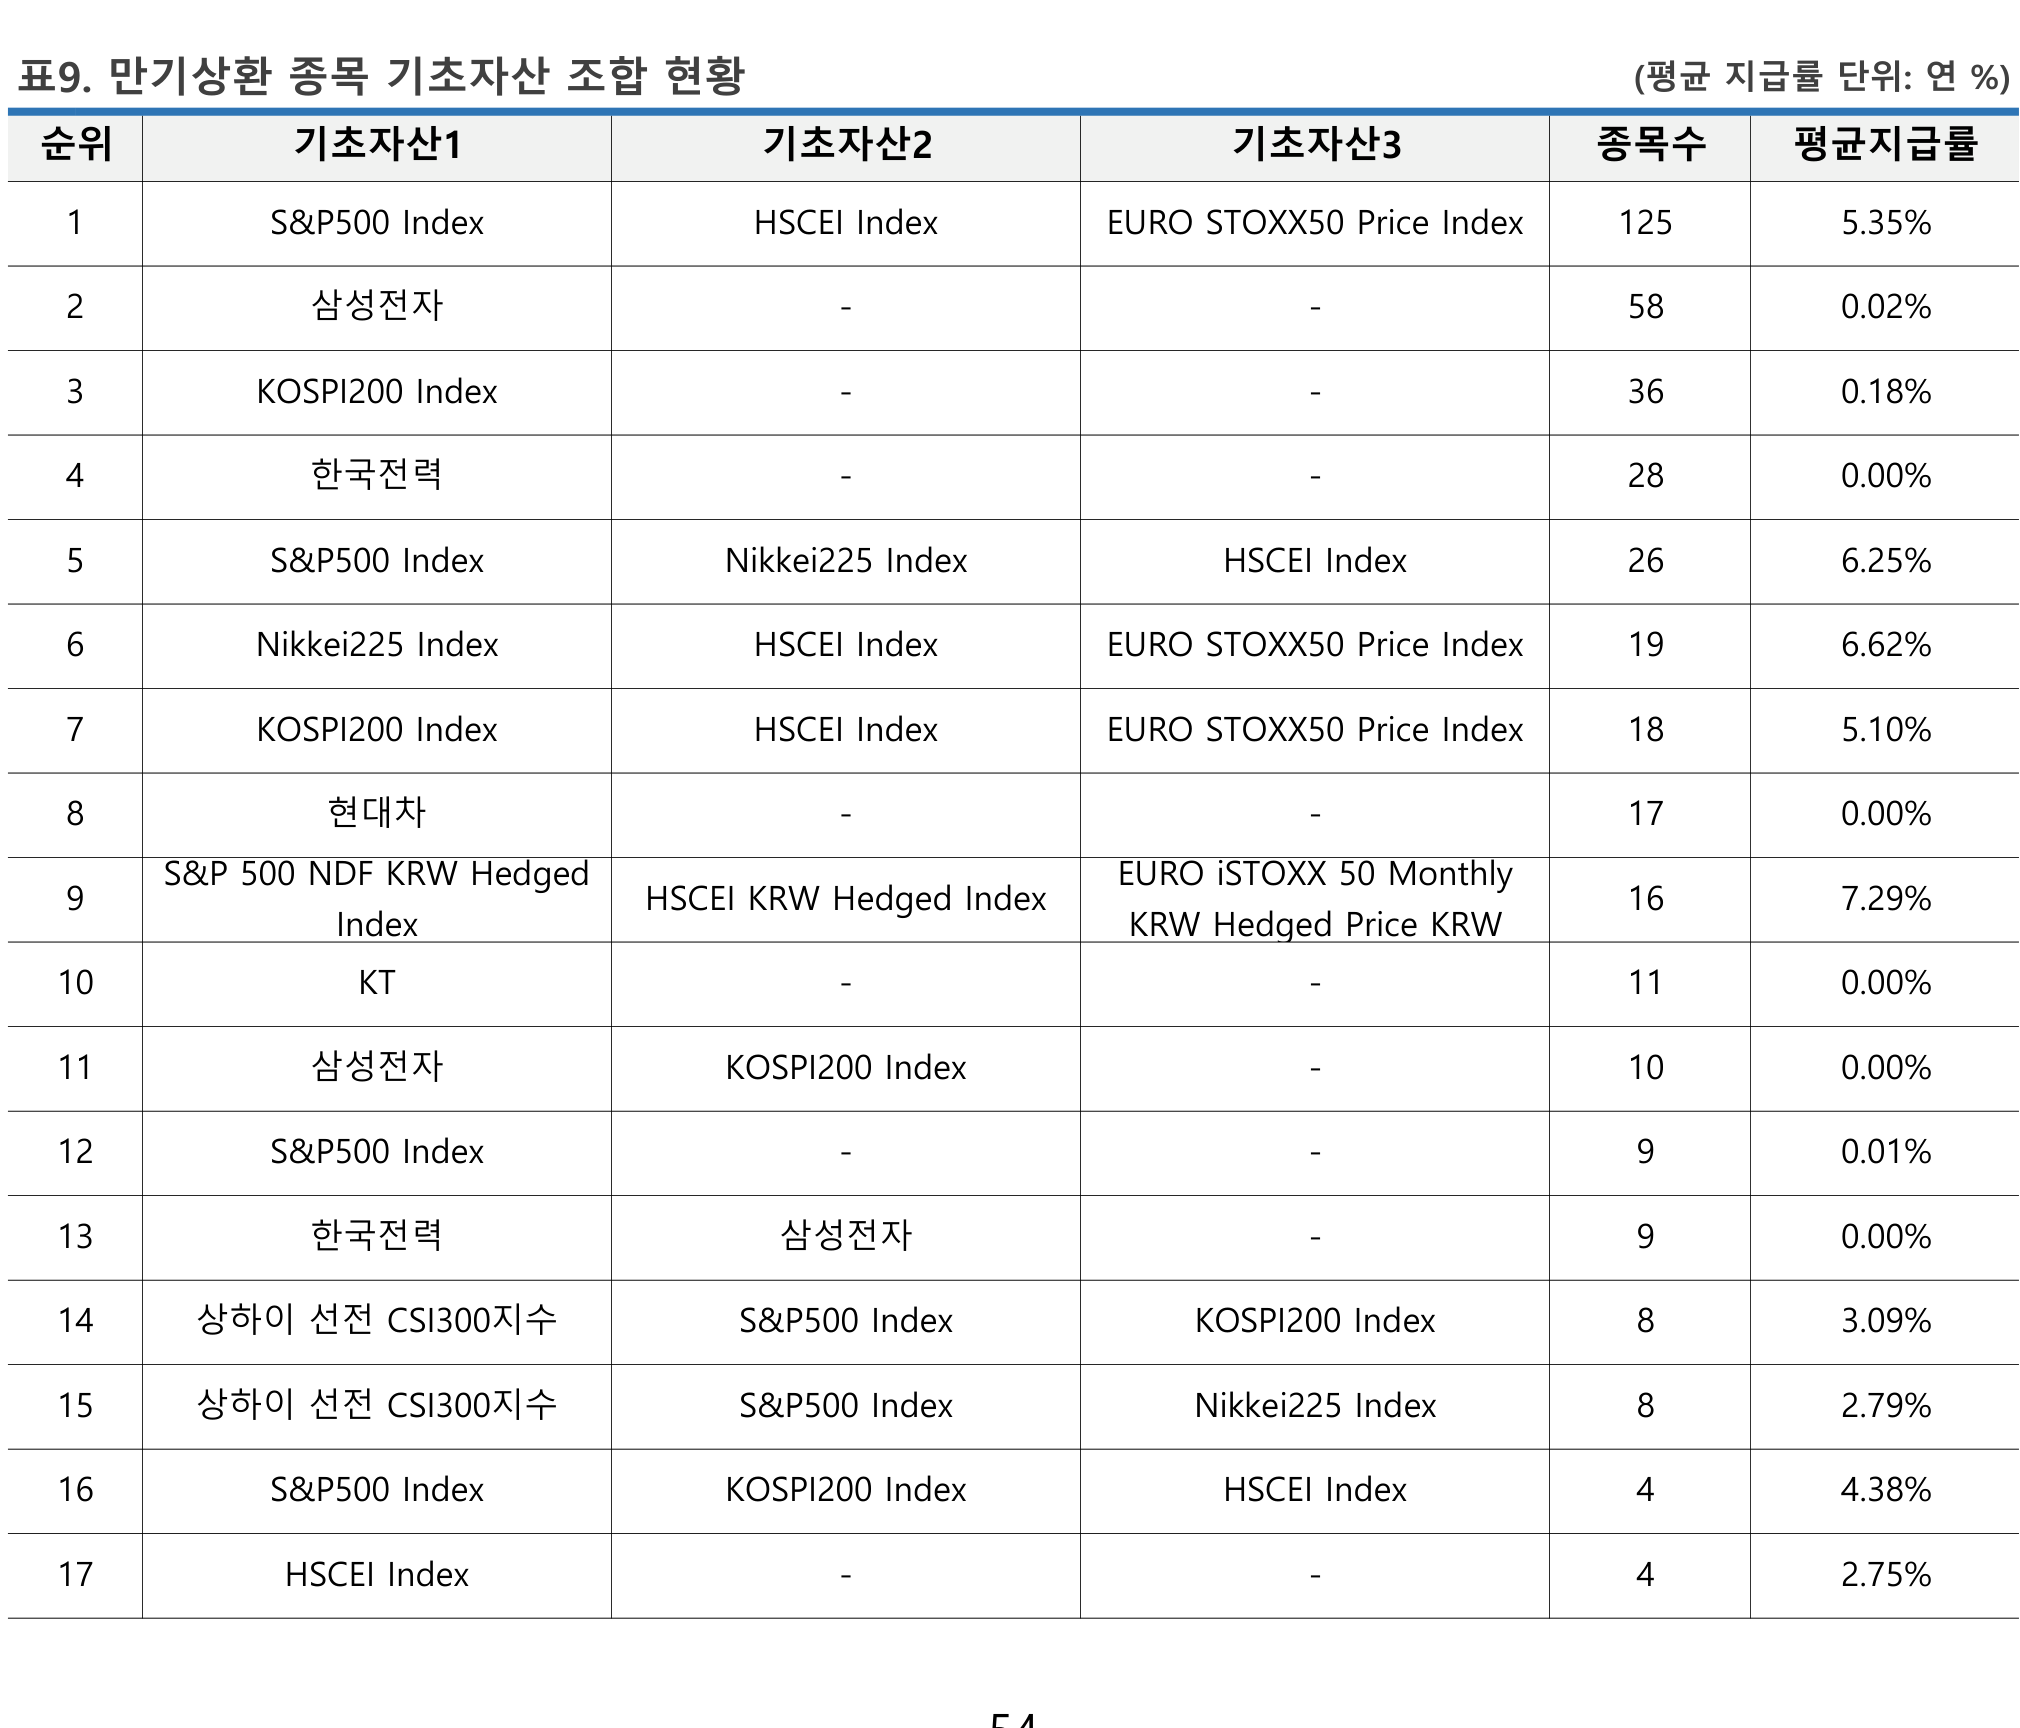 표9. 만기상환 종목 기초자산 조합 현황 (평균 지급률 단위: 연 %)
순위 기초자산1 기초자산2 기초자산3 종목수 평균지급률
1 S&P500 Index HSCEI Index EURO STOXX50 Price Index 125 5.35%
2 삼성전자 - - 58 0.02%
3 KOSPI200 Index - - 36 0.18%
4 한국전력 - - 28 0.00%
5 S&P500 Index Nikkei225 Index HSCEI Index 26 6.25%
6 Nikkei225 Index HSCEI Index EURO STOXX50 Price Index 19 6.62%
7 KOSPI200 Index HSCEI Index EURO STOXX50 Price Index 18 5.10%
8 현대차 - - 17 0.00%
9 S&P 500 NDF KRW Hedged Index HSCEI KRW Hedged Index EURO iSTOXX 50 Monthly KRW Hedged Price KRW 16 7.29%
10 KT - - 11 0.00%
11 삼성전자 KOSPI200 Index - 10 0.00%
12 S&P500 Index - - 9 0.01%
13 한국전력 삼성전자 - 9 0.00%
14 상하이 선전 CSI300지수 S&P500 Index KOSPI200 Index 8 3.09%
15 상하이 선전 CSI300지수 S&P500 Index Nikkei225 Index 8 2.79%
16 S&P500 Index KOSPI200 Index HSCEI Index 4 4.38%
17 HSCEI Index - - 4 2.75%
54